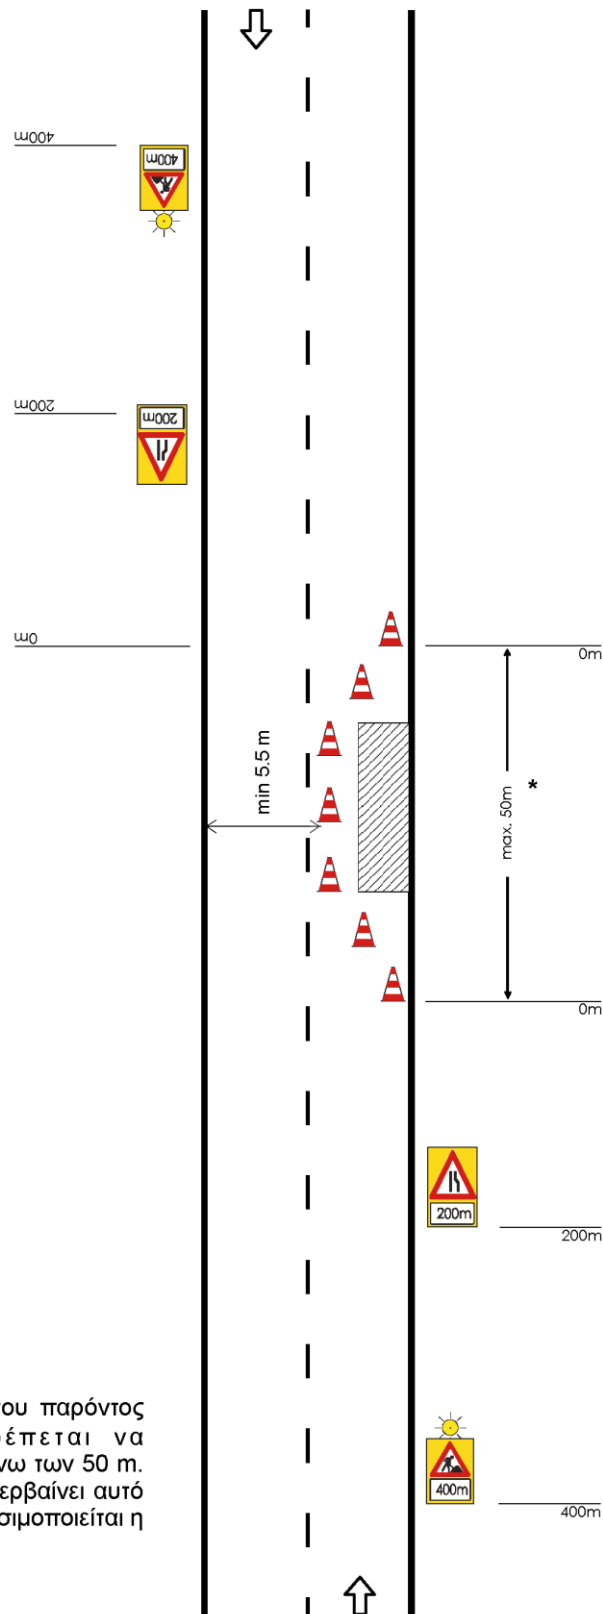 400m
400m
200m
200m
0m
0m
min 5.5 m
max. 50m
*
0m
200m
200m
ου παρόντος
έπεται να
νω των 50 m.
ερβαίνει αυτό
σιμοποιείται η
400m
400m